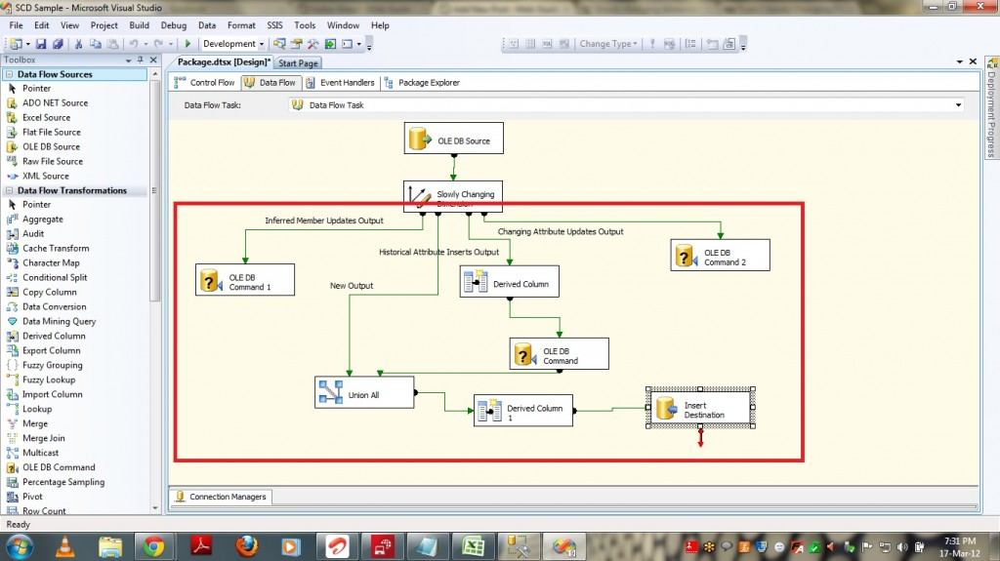 SCD Sample - Microsoft Visual Studio
File Edit View Project Build Debug Data Format SSIS Tools Window Help
Development
Change Type
Toolbox
Package.dtsx [Design]*
Start Page
Data Flow Sources
Pointer
ADO NET Source
Excel Source
Flat File Source
OLE DB Source
Raw File Source
XML Source
Data Flow Transformations
Pointer
Aggregate
Audit
Cache Transform
Character Map
Conditional Split
Copy Column
Data Conversion
Data Mining Query
Derived Column
Export Column
Fuzzy Grouping
Fuzzy Lookup
Import Column
Lookup
Merge
Merge Join
Multicast
OLE DB Command
Percentage Sampling
Pivot
Row Count
Control Flow
Data Flow
Event Handlers
Package Explorer
Data Flow Task:
Data Flow Task
OLE DB Source
Slowly Changing
Dimension
Inferred Member Updates Output
Changing Attribute Updates Output
Historical Attribute Inserts Output
OLE DB
Command 2
OLE DB
Command 1
Derived Column
New Output
OLE DB
Command
Union All
Derived Column
1
Insert
Destination
Connection Managers
Deployment Progress
Ready
7:31 PM
17-Mar-12